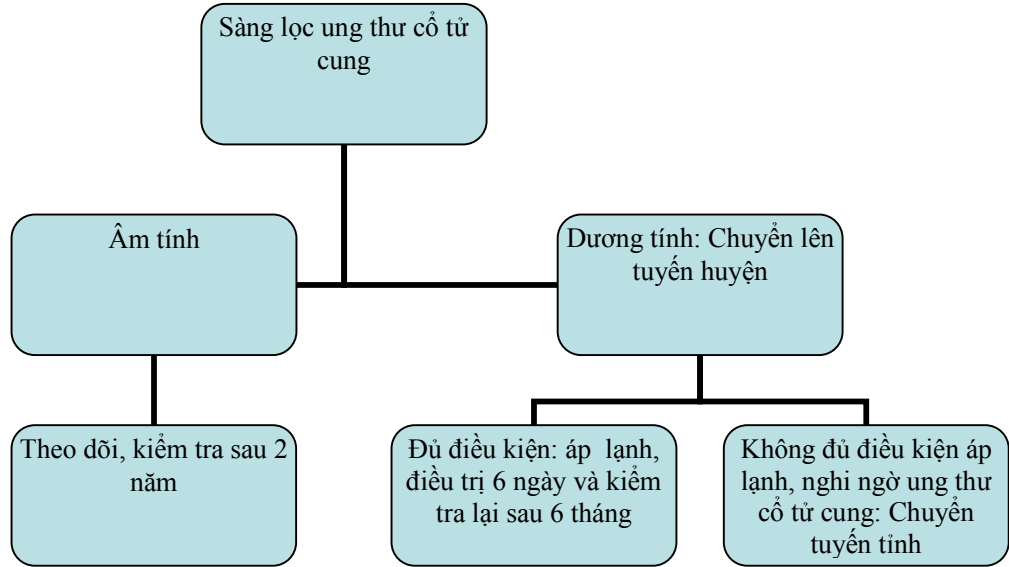 Sàng lọc ung thư cổ tử
cung
Âm tính
Dương tính: Chuyển lên
tuyến huyện
Theo dõi, kiểm tra sau 2
năm
Đủ điều kiện: áp lạnh,
điều trị 6 ngày và kiểm
tra lại sau 6 tháng
Không đủ điều kiện áp
lạnh, nghi ngờ ung thư
cổ tử cung: Chuyển
tuyến tỉnh